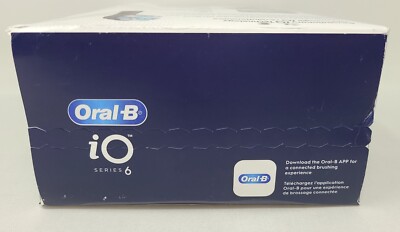 Oral-B
iO™
SERIES 6
Download the Oral-B APP for
a connected brushing
experience
Oral-B
Téléchargez l'application
Oral-B pour une expérience
de brossage connectée